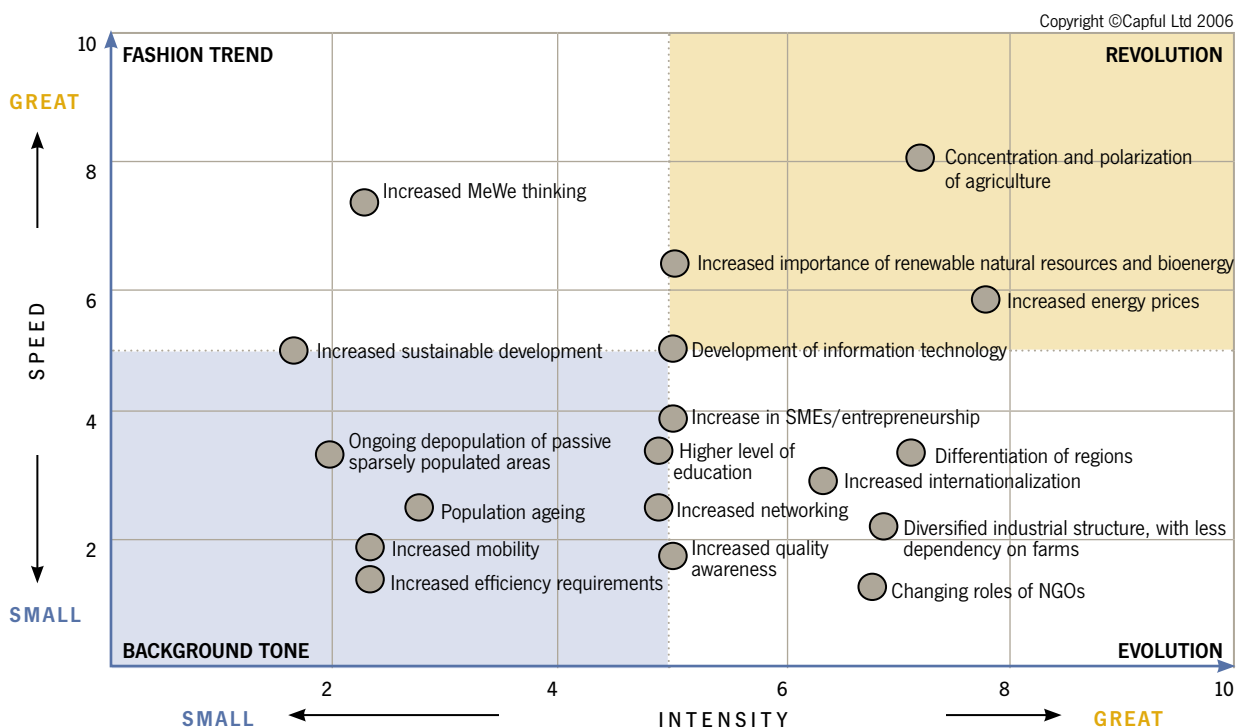 Copyright ©Capful Ltd 2006
10
FASHION TREND
REVOLUTION
GREAT
8
Concentration and polarization
of agriculture
Increased MeWe thinking
Increased importance of renewable natural resources and bioenergy
6
Increased energy prices
SPEED
Increased sustainable development
Development of information technology
4
Increase in SMEs/entrepreneurship
Ongoing depopulation of passive
sparsely populated areas
Higher level of
education
Differentiation of regions
Increased internationalization
Population ageing
Increased networking
Diversified industrial structure, with less
dependency on farms
2
Increased mobility
Increased quality
awareness
Increased efficiency requirements
Changing roles of NGOs
SMALL
BACKGROUND TONE
EVOLUTION
2
4
6
8
10
SMALL
INTENSITY
GREAT